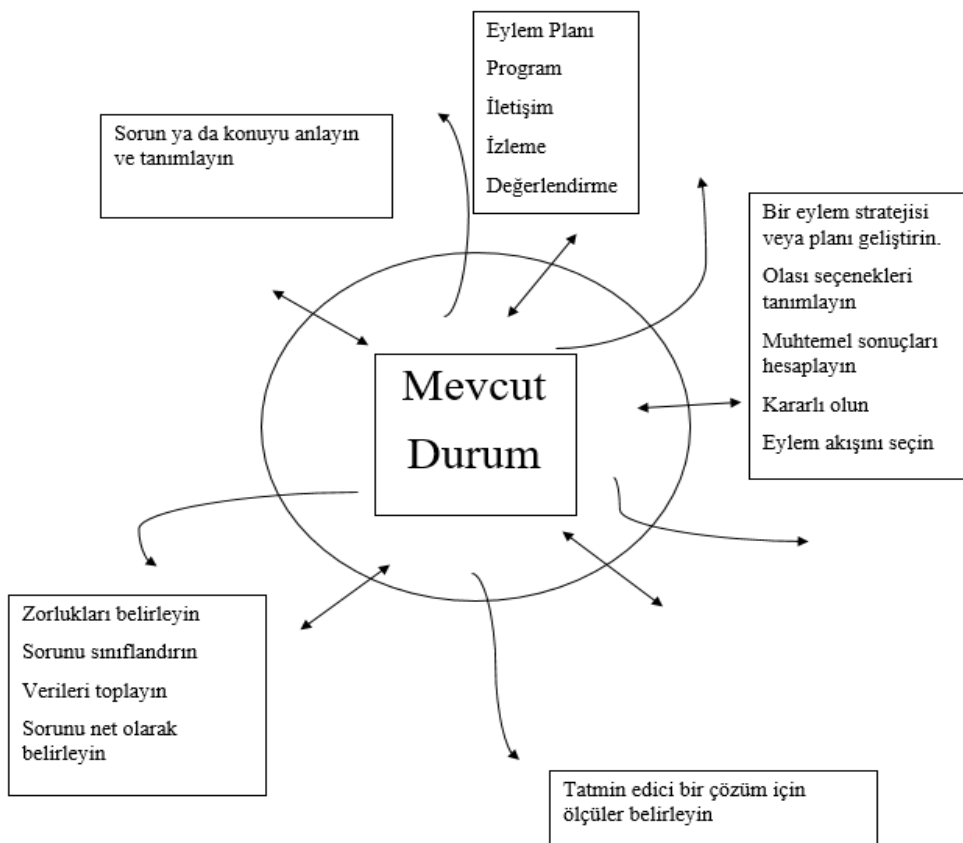 Eylem Planı
Program
İletişim
İzleme
Değerlendirme
Sorun ya da konuyu anlayın
ve tanımlayın
Bir eylem stratejisi
veya planı geliştirin.
Olası seçenekleri
tanımlayın
Muhtemel sonuçları
hesaplayın
Kararlı olun
Eylem akışını seçin
Mevcut
Durum
Zorlukları belirleyin
Sorunu sınıflandırın
Verileri toplayın
Sorunu net olarak
belirleyin
Tatmin edici bir çözüm için
ölçüler belirleyin